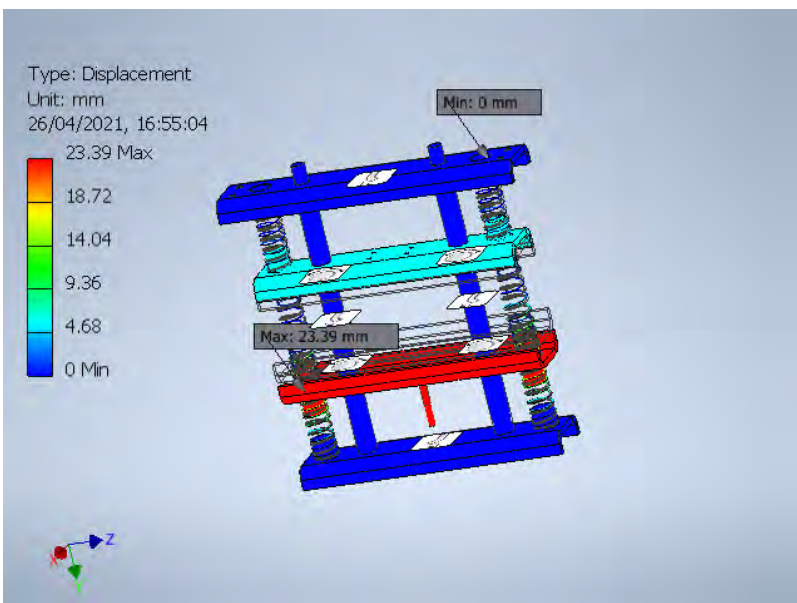 Type: Displacement
Unit: mm
26/04/2021, 16:55:04
23.39 Max
18.72
14.04
9.36
4.68
0 Min
Min: 0 mm
Max: 23.39 mm
Z
X
Y